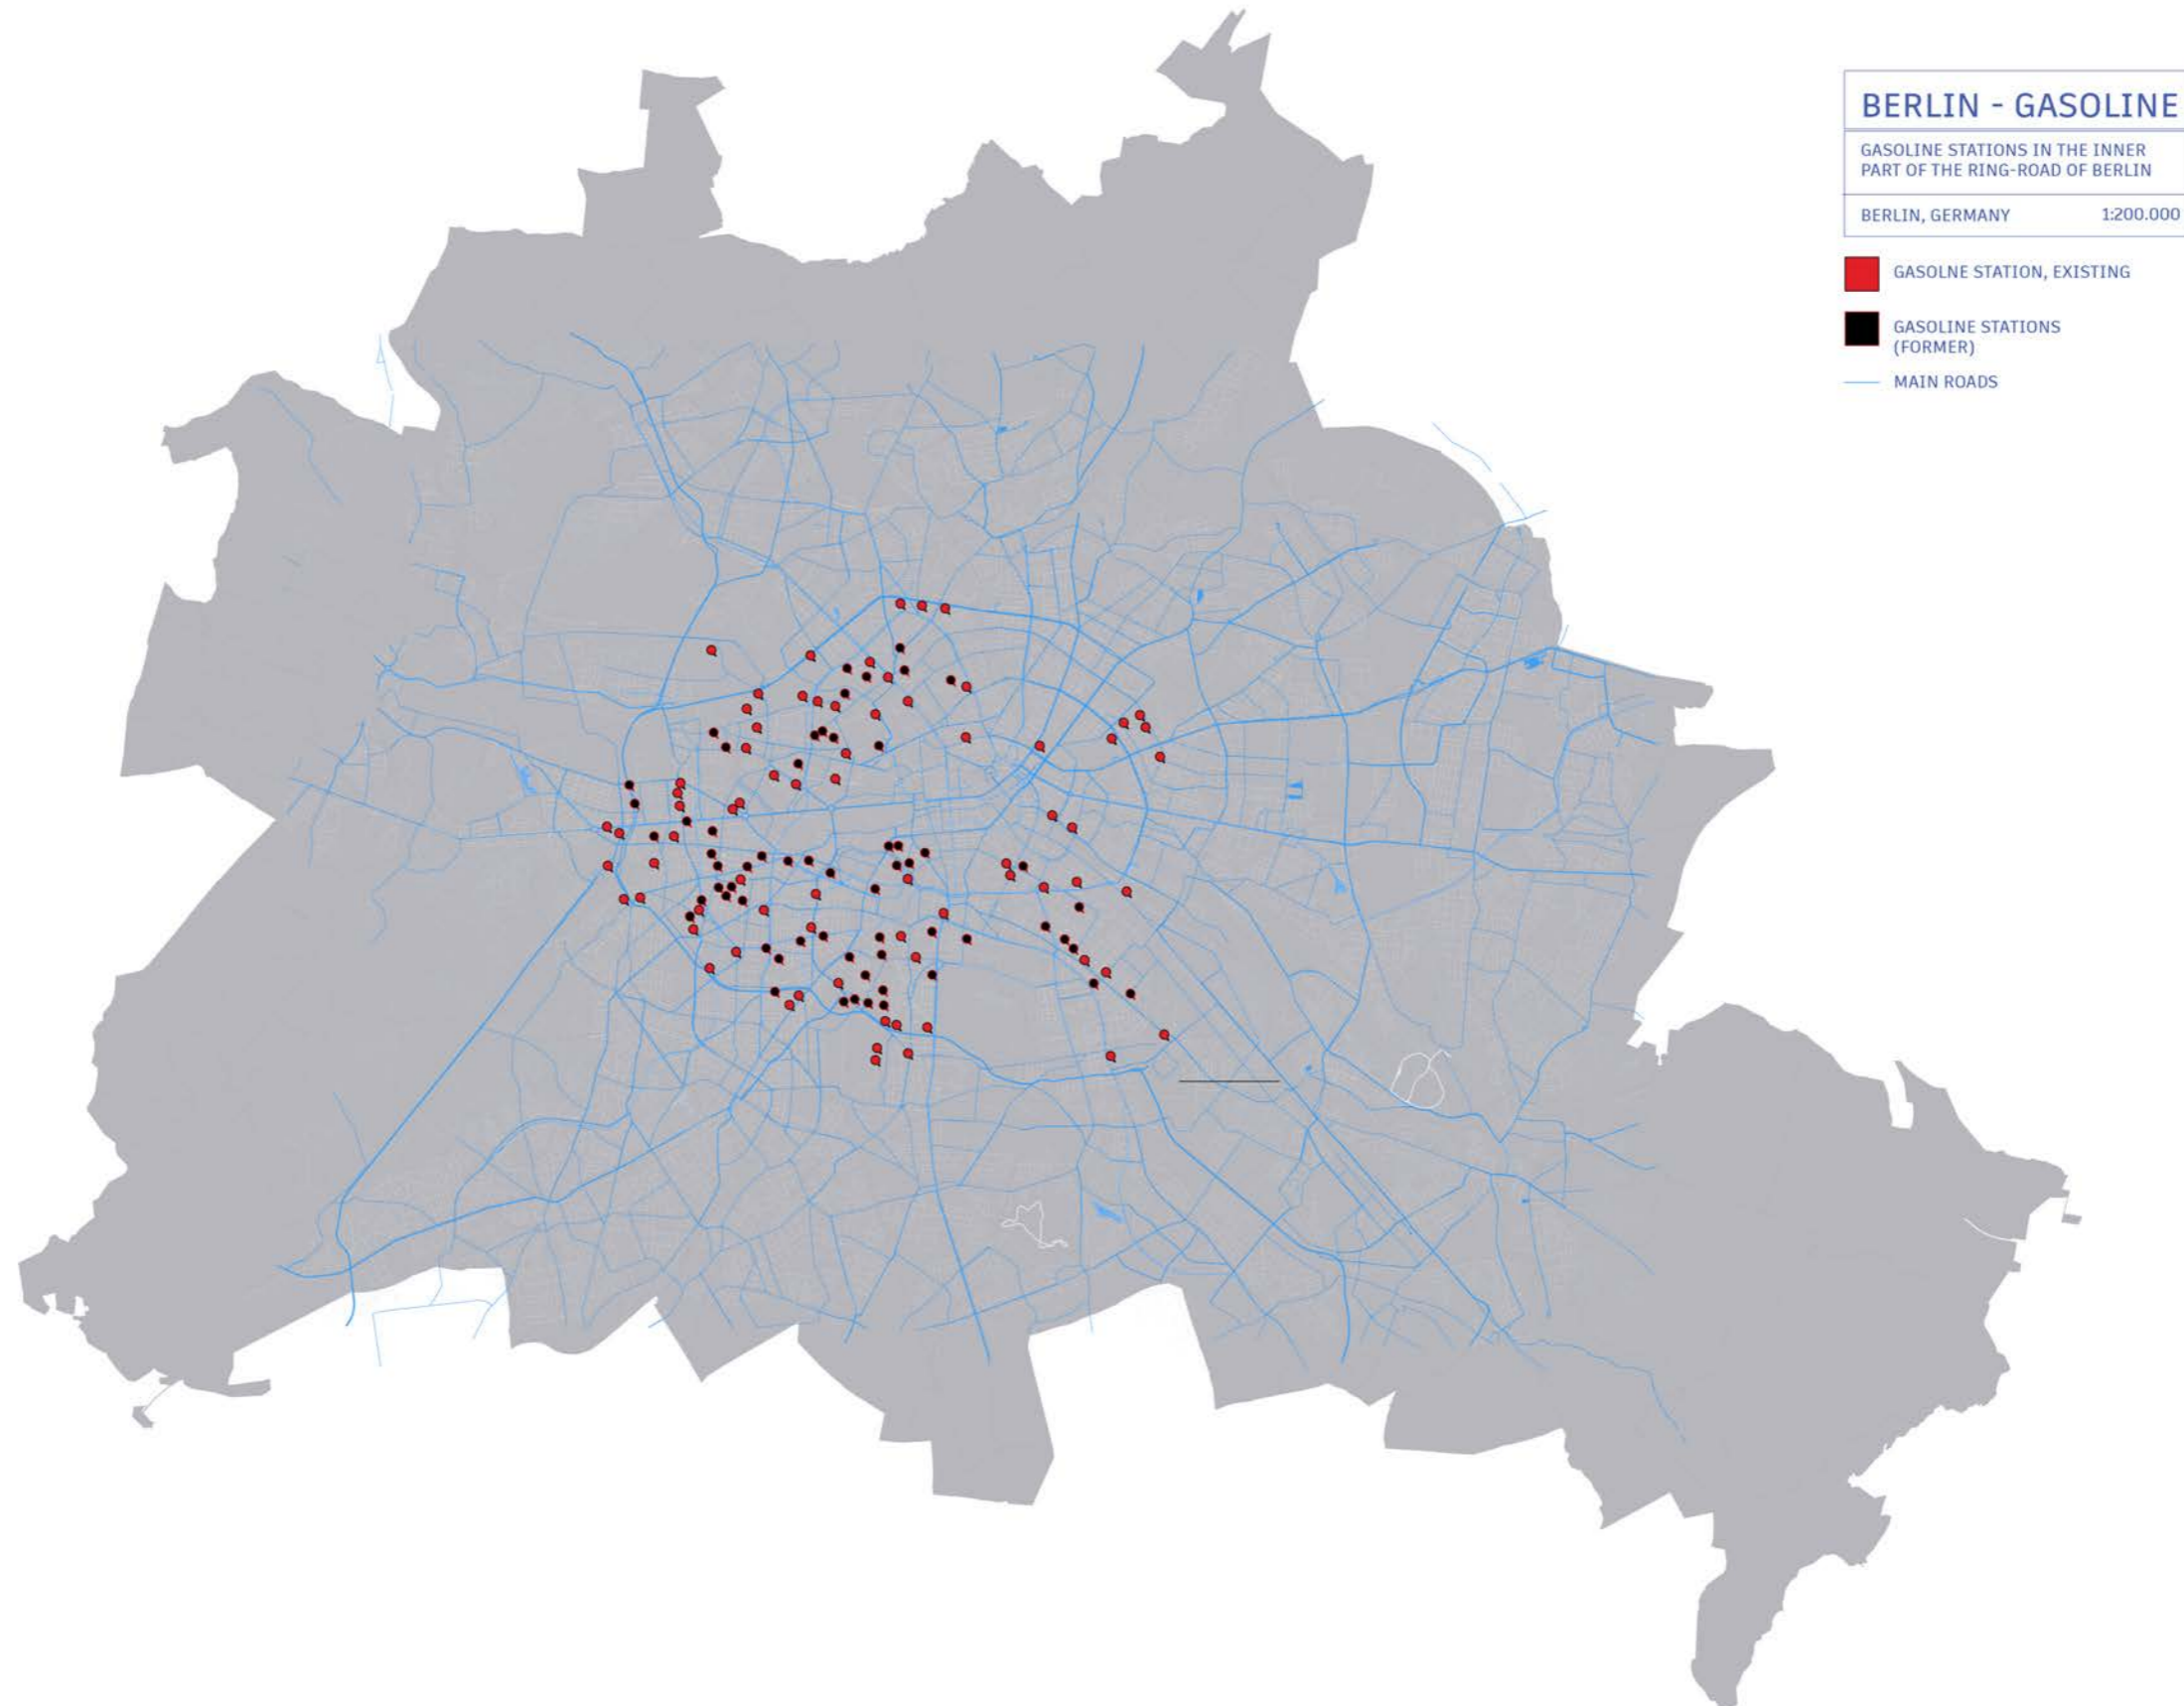 BERLIN - GASOLINE
GASOLINE STATIONS IN THE INNER
PART OF THE RING-ROAD OF BERLIN
BERLIN, GERMANY 1:200.000
GASOLNE STATION, EXISTING
GASOLINE STATIONS
(FORMER)
MAIN ROADS